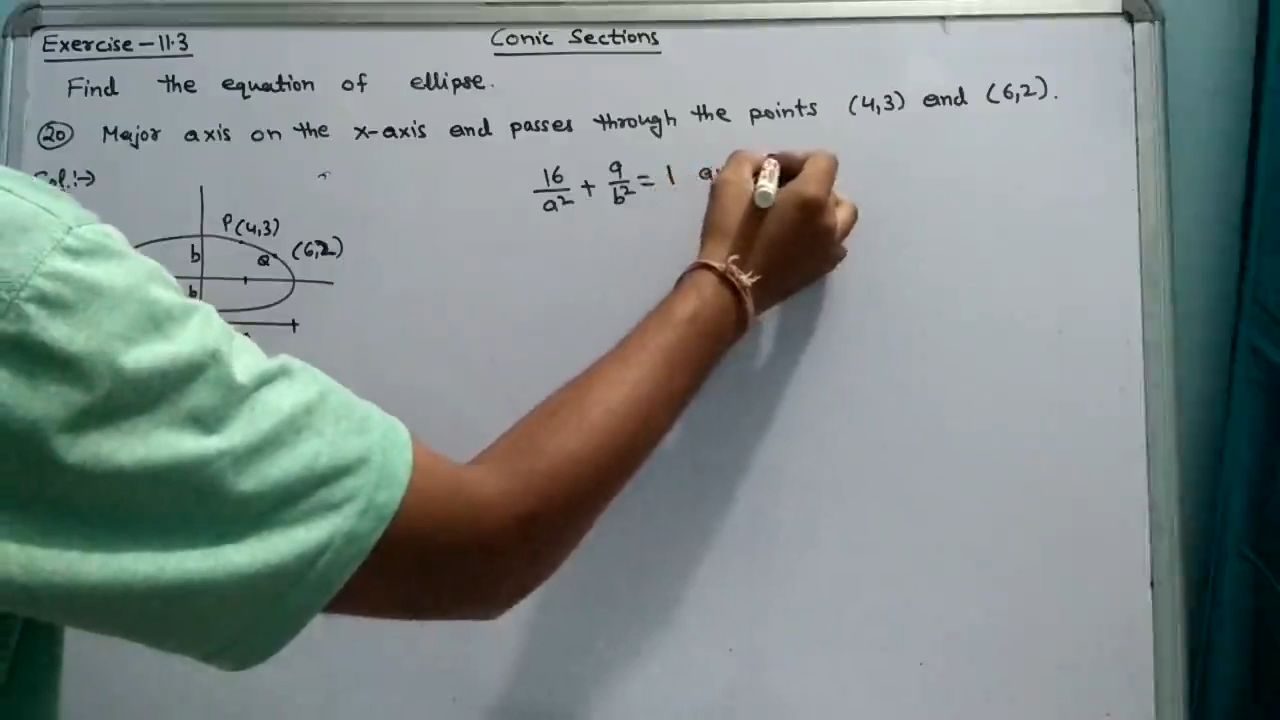 Exercise-11.3
Conic Sections
Find the equation of ellipse.
20 Major axis on the x-axis and passes through the points (4,3) and (6,2).
Sol:→
16/a² + 9/b² = 1
P(4,3)
b
Q (6,2)
b